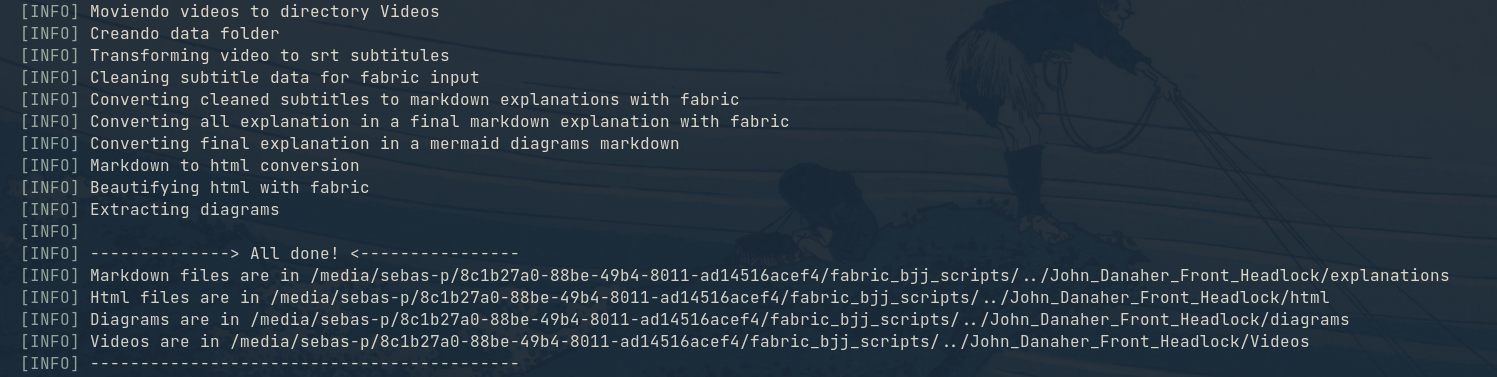 [INFO] Moviendo videos to directory Videos
[INFO] Creando data folder
[INFO] Transforming video to srt subtitules
[INFO] Cleaning subtitle data for fabric input
[INFO] Converting cleaned subtitles to markdown explanations with fabric
[INFO] Converting all explanation in a final markdown explanation with fabric
[INFO] Converting final explanation in a mermaid diagrams markdown
[INFO] Markdown to html conversion
[INFO] Beautifying html with fabric
[INFO] Extracting diagrams
[INFO]
[INFO] --------------> All done! <----------------
[INFO] Markdown files are in /media/sebas-p/8c1b27a0-88be-49b4-8011-ad14516acef4/fabric_bjj_scripts/../John_Danaher_Front_Headlock/explanations
[INFO] Html files are in /media/sebas-p/8c1b27a0-88be-49b4-8011-ad14516acef4/fabric_bjj_scripts/../John_Danaher_Front_Headlock/html
[INFO] Diagrams are in /media/sebas-p/8c1b27a0-88be-49b4-8011-ad14516acef4/fabric_bjj_scripts/../John_Danaher_Front_Headlock/diagrams
[INFO] Videos are in /media/sebas-p/8c1b27a0-88be-49b4-8011-ad14516acef4/fabric_bjj_scripts/../John_Danaher_Front_Headlock/Videos
[INFO] -------------------------------------------